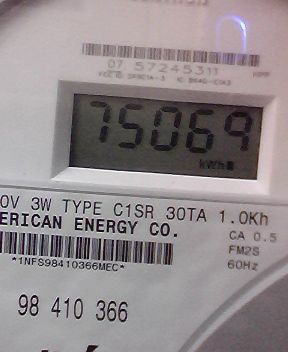 07 57245311
75069
kWh
0V 3W TYPE C1SR 30TA 1.0Kh
ERICAN ENERGY CO.
CA 0.5
FM2S
60Hz
*1NFS98410366MEC*
98 410 366